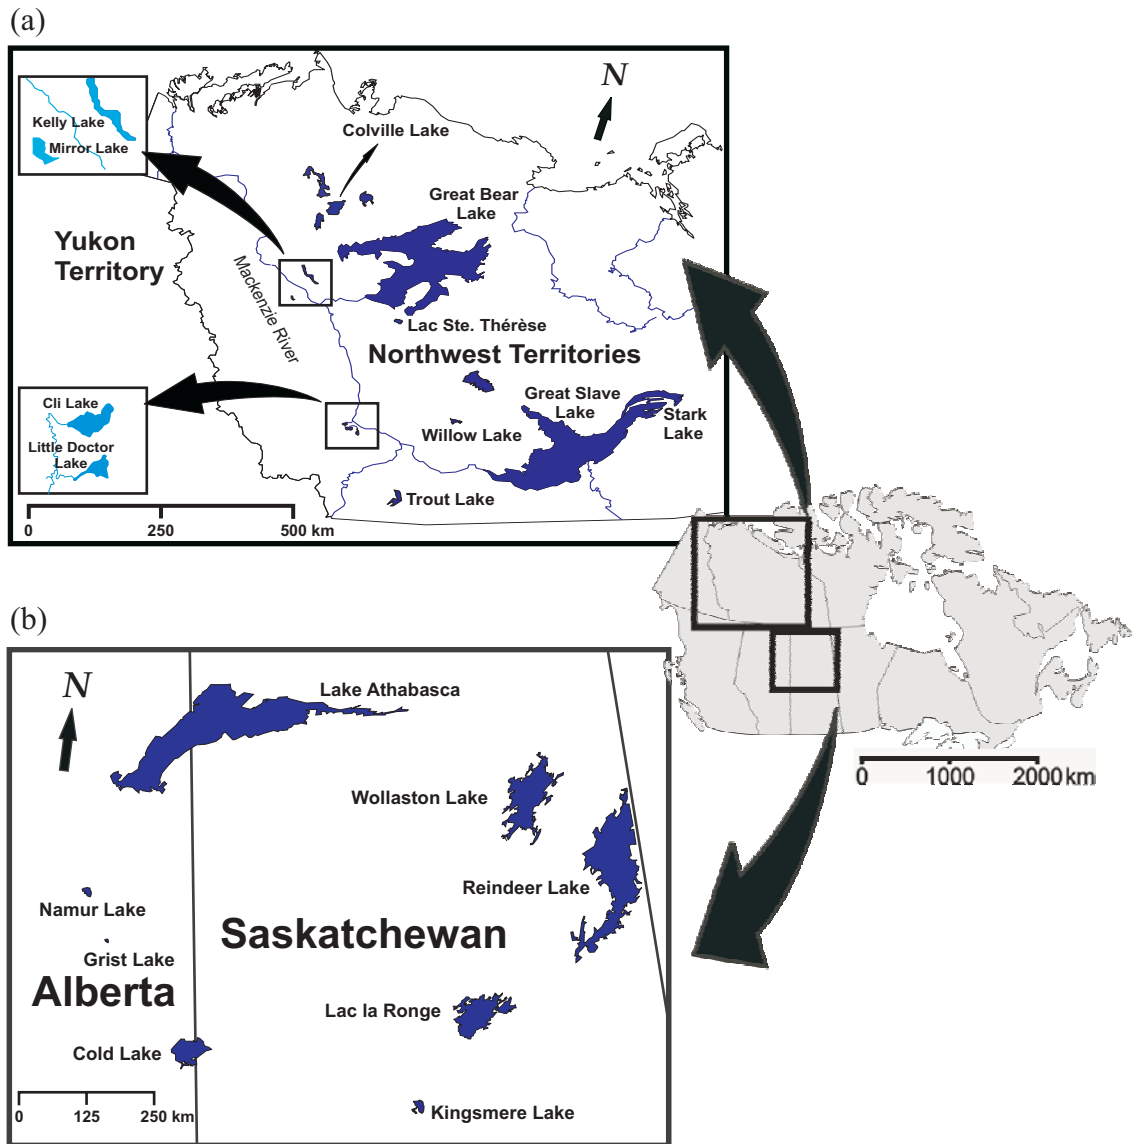 (a)
N
Kelly Lake
Mirror Lake
Colville Lake
Great Bear
Lake
Yukon
Territory
Mackenzie River
Lac Ste. Thérèse
Northwest Territories
Cli Lake
Little Doctor
Lake
Great Slave
Lake
Stark
Lake
Willow Lake
Trout Lake
0 250 500 km
(b)
N
Lake Athabasca
Wollaston Lake
Reindeer Lake
Namur Lake
Saskatchewan
Grist Lake
Alberta
Lac la Ronge
Cold Lake
Kingsmere Lake
0 125 250 km
0 1000 2000 km